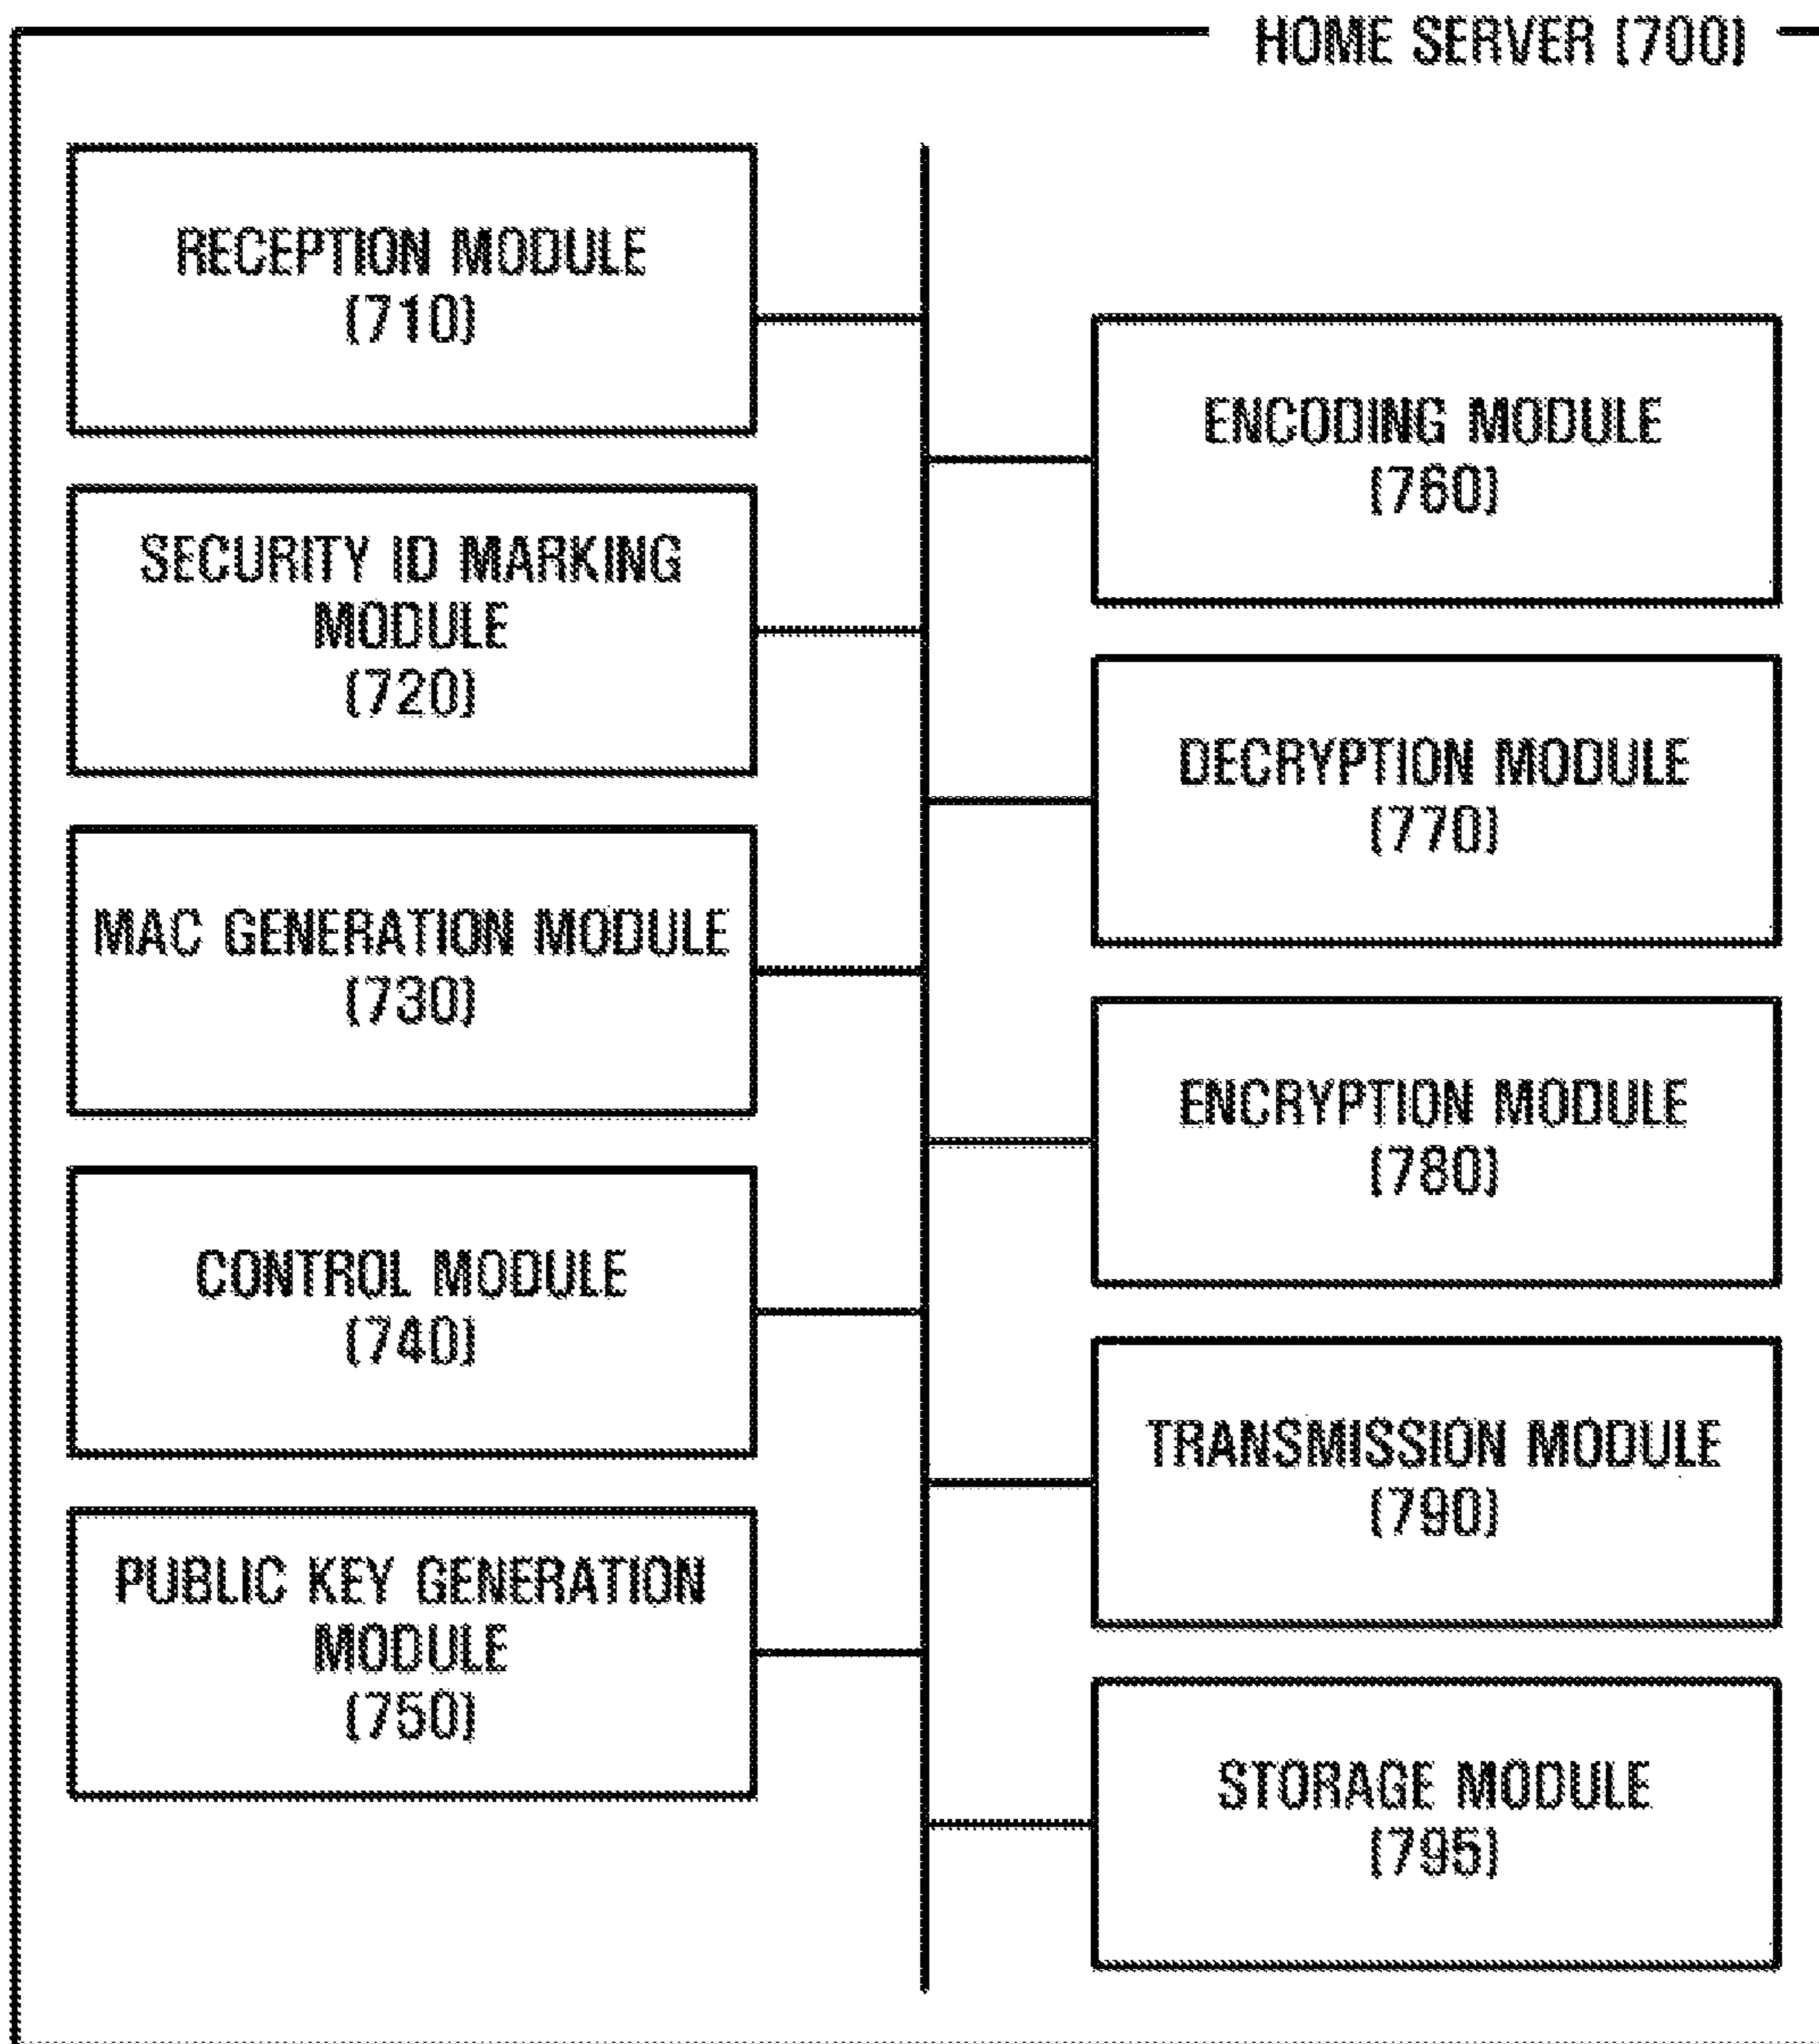 HOME SERVER (700)
RECEPTION MODULE
(710)
SECURITY ID MARKING
MODULE
(720)
MAC GENERATION MODULE
(730)
CONTROL MODULE
(740)
PUBLIC KEY GENERATION
MODULE
(750)
ENCODING MODULE
(760)
DECRYPTION MODULE
(770)
ENCRYPTION MODULE
(780)
TRANSMISSION MODULE
(790)
STORAGE MODULE
(795)